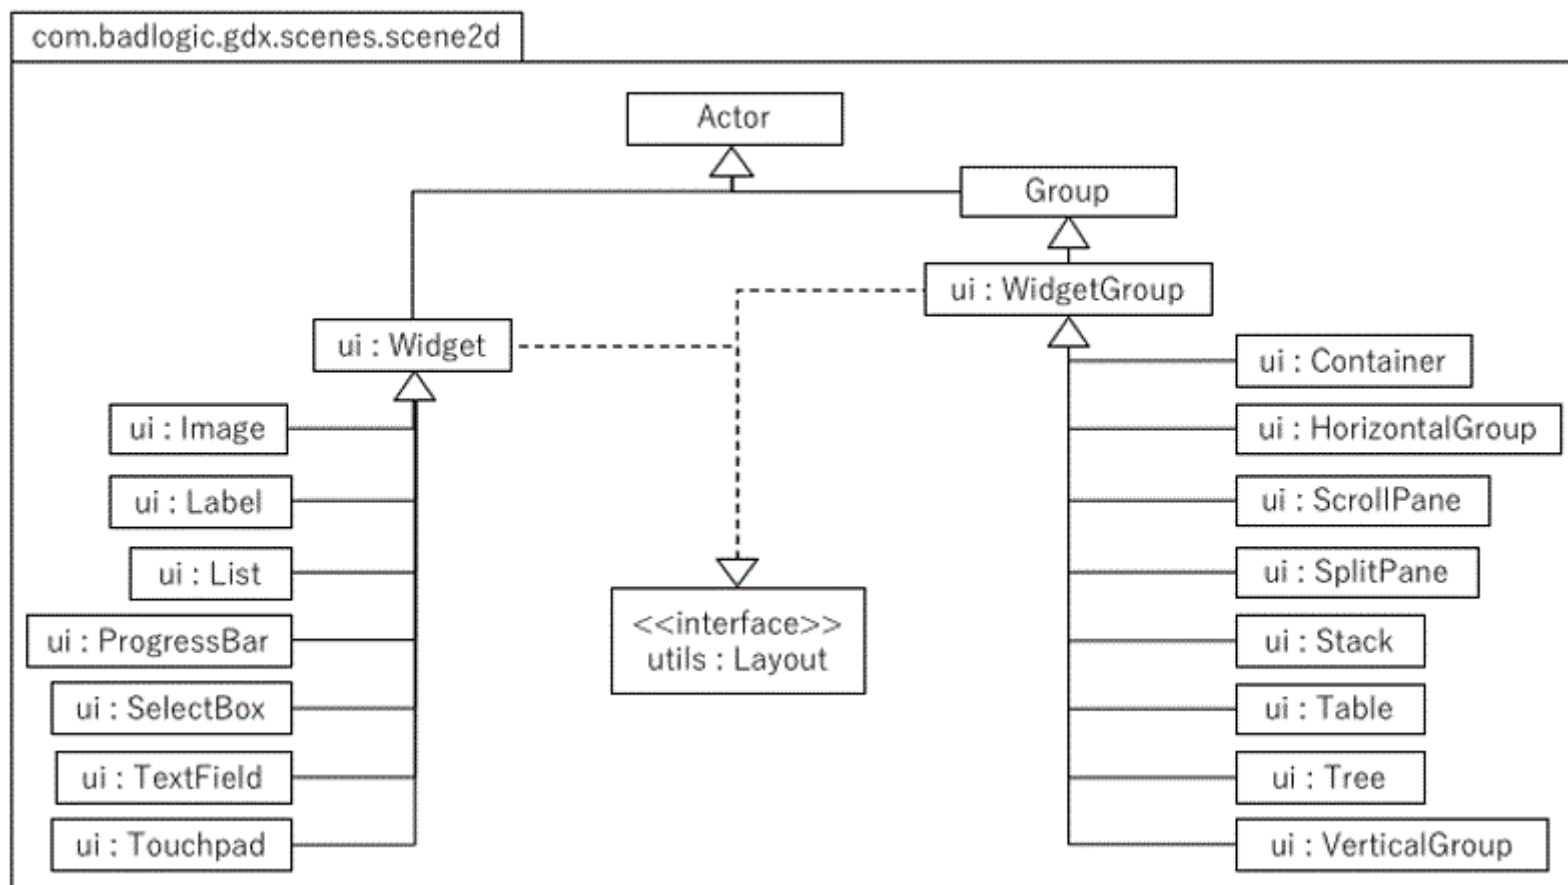 com.badlogic.gdx.scenes.scene2d
Actor
Group
ui : WidgetGroup
ui : Widget
ui : Container
ui : Image
ui : HorizontalGroup
ui : Label
ui : ScrollPane
ui : List
ui : SplitPane
<<interface>>
utils : Layout
ui : ProgressBar
ui : Stack
ui : SelectBox
ui : Table
ui : TextField
ui : Tree
ui : Touchpad
ui : VerticalGroup